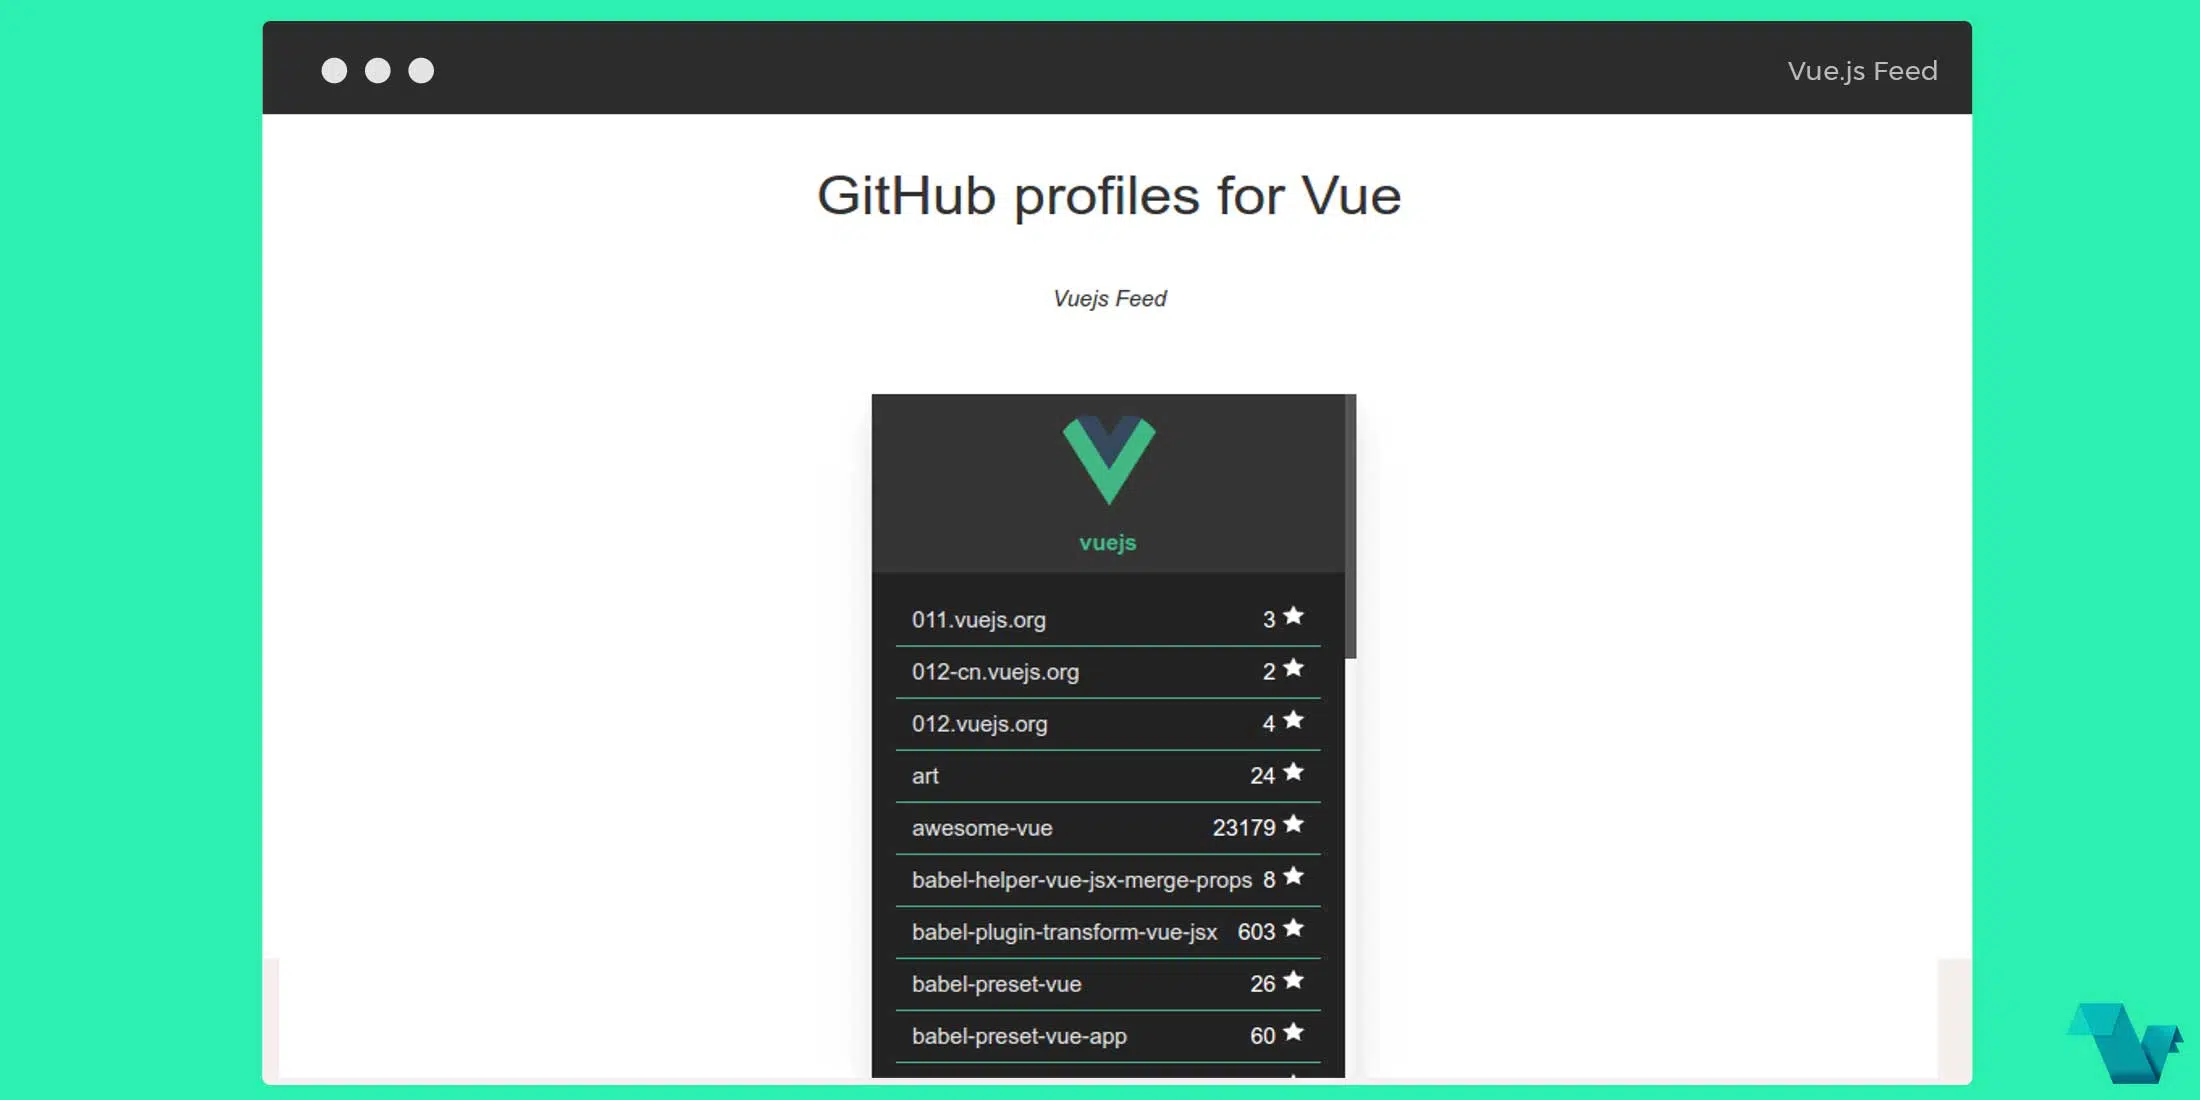 Vue.js Feed
GitHub profiles for Vue
Vuejs Feed
vuejs
011.vuejs.org 3
012-cn.vuejs.org 2
012.vuejs.org 4
art 24
awesome-vue 23179
babel-helper-vue-jsx-merge-props 8
babel-plugin-transform-vue-jsx 603
babel-preset-vue 26
babel-preset-vue-app 60